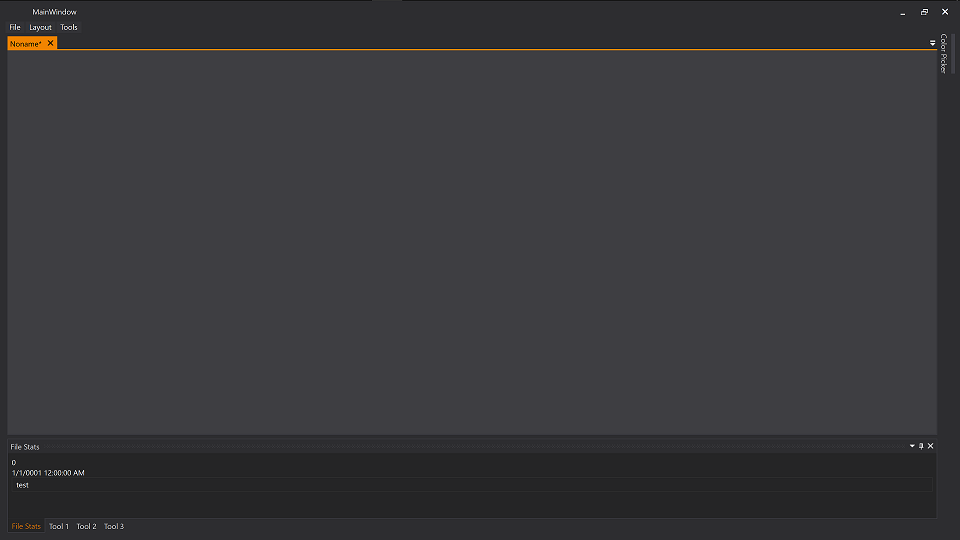 MainWindow
File Layout Tools
Noname*
Color Picker
File Stats
0
1/1/0001 12:00:00 AM
test
File Stats Tool 1 Tool 2 Tool 3